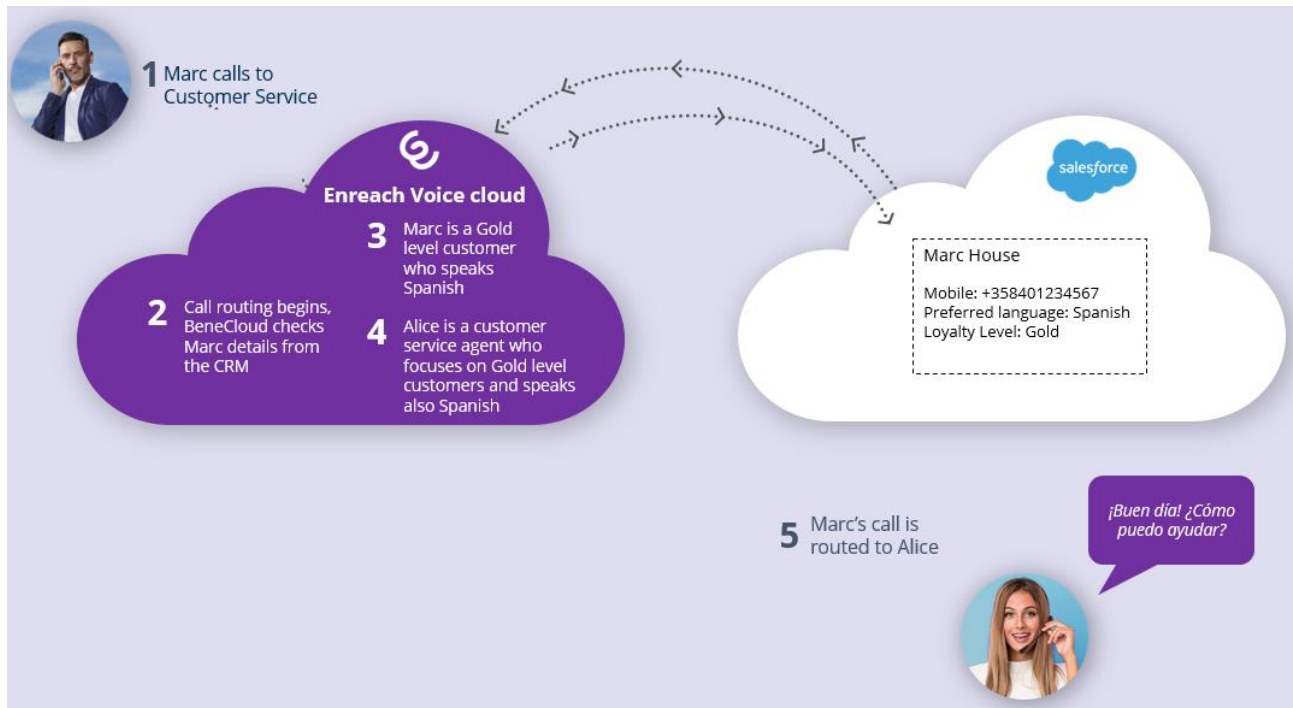 1 Marc calls to
Customer Service
Enreach Voice cloud
2 Call routing begins,
BeneCloud checks
Marc details from
the CRM
3 Marc is a Gold
level customer
who speaks
Spanish
4 Alice is a customer
service agent who
focuses on Gold level
customers and speaks
also Spanish
salesforce
Marc House
Mobile: +358401234567
Preferred language: Spanish
Loyalty Level: Gold
5 Marc’s call is
routed to Alice
¡Buen día! ¿Cómo
puedo ayudar?